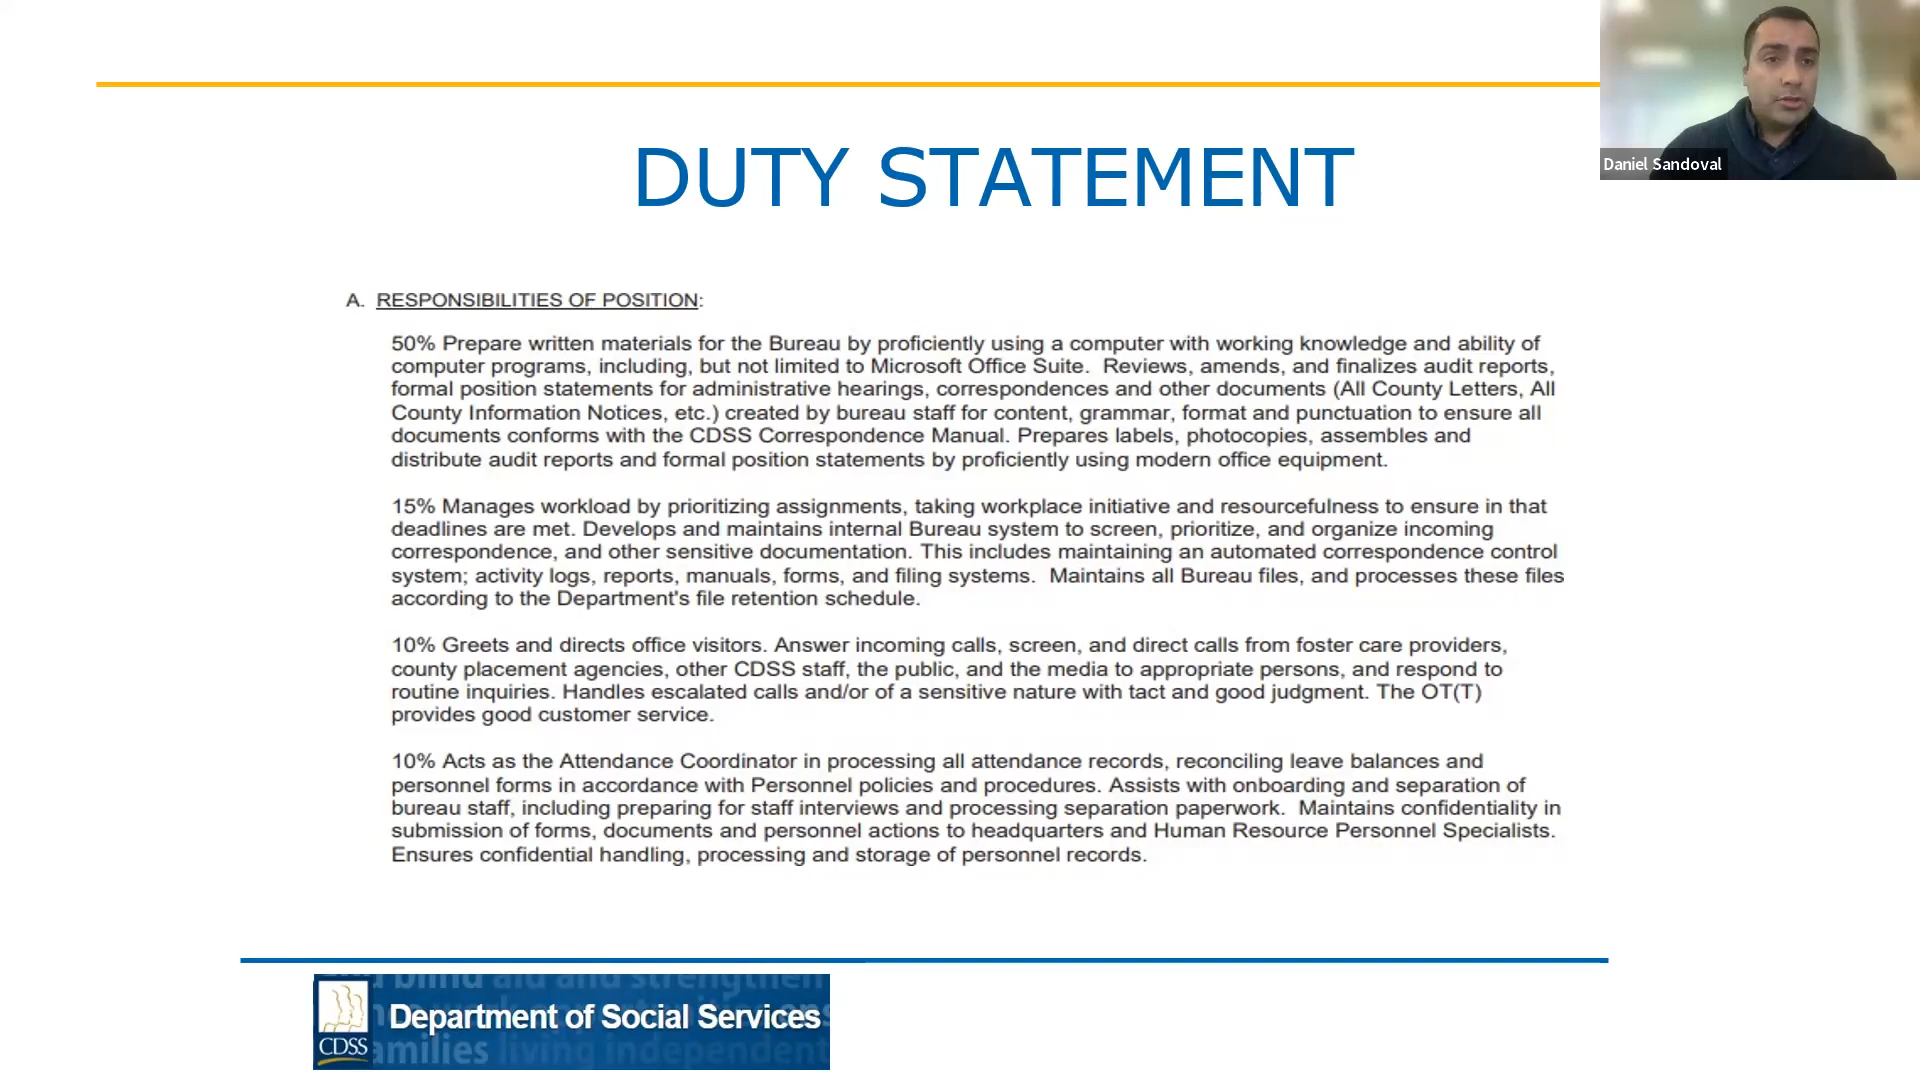 Daniel Sandoval
DUTY STATEMENT
A. RESPONSIBILITIES OF POSITION:
50% Prepare written materials for the Bureau by proficiently using a computer with working knowledge and ability of
computer programs, including, but not limited to Microsoft Office Suite.  Reviews, amends, and finalizes audit reports,
formal position statements for administrative hearings, correspondences and other documents (All County Letters, All
County Information Notices, etc.) created by bureau staff for content, grammar, format and punctuation to ensure all
documents conforms with the CDSS Correspondence Manual. Prepares labels, photocopies, assembles and
distribute audit reports and formal position statements by proficiently using modern office equipment.
15% Manages workload by prioritizing assignments, taking workplace initiative and resourcefulness to ensure in that
deadlines are met. Develops and maintains internal Bureau system to screen, prioritize, and organize incoming
correspondence, and other sensitive documentation. This includes maintaining an automated correspondence control
system; activity logs, reports, manuals, forms, and filing systems.  Maintains all Bureau files, and processes these files
according to the Department's file retention schedule.
10% Greets and directs office visitors. Answer incoming calls, screen, and direct calls from foster care providers,
county placement agencies, other CDSS staff, the public, and the media to appropriate persons, and respond to
routine inquiries. Handles escalated calls and/or of a sensitive nature with tact and good judgment. The OT(T)
provides good customer service.
10% Acts as the Attendance Coordinator in processing all attendance records, reconciling leave balances and
personnel forms in accordance with Personnel policies and procedures. Assists with onboarding and separation of
bureau staff, including preparing for staff interviews and processing separation paperwork.  Maintains confidentiality in
submission of forms, documents and personnel actions to headquarters and Human Resource Personnel Specialists.
Ensures confidential handling, processing and storage of personnel records.
blind aid and strengthen
Department of Social Services
CDSS
amilies living independent